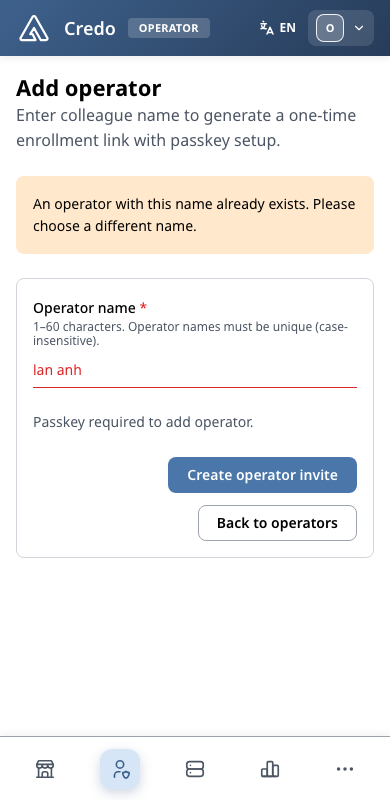 Credo
OPERATOR
EN
O
Add operator
Enter colleague name to generate a one-time
enrollment link with passkey setup.
An operator with this name already exists. Please
choose a different name.
Operator name *
1–60 characters. Operator names must be unique (case-
insensitive).
lan anh
Passkey required to add operator.
Create operator invite
Back to operators